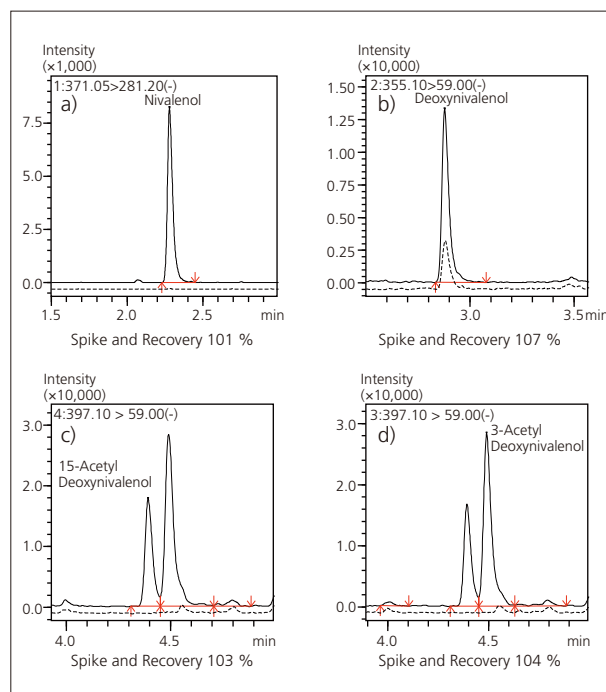 Intensity
(×1,000)
1:371.05>281.20(-)
Nivalenol
a)
7.5
5.0
2.5
0.0
1.5 2.0 2.5 min
Spike and Recovery 101 %
Intensity
(×10,000)
2:355.10>59.00(-)
Deoxynivalenol
b)
1.50
1.25
1.00
0.75
0.50
0.25
0.00
3.0 3.5 min
Spike and Recovery 107 %
Intensity
(×10,000)
4:397.10 > 59.00(-)
c)
15-Acetyl
Deoxynivalenol
3.0
2.0
1.0
0.0
4.0 4.5 min
Spike and Recovery 103 %
Intensity
(×10,000)
3:397.10 > 59.00(-)
d)
3-Acetyl
Deoxynivalenol
3.0
2.0
1.0
0.0
4.0 4.5 min
Spike and Recovery 104 %